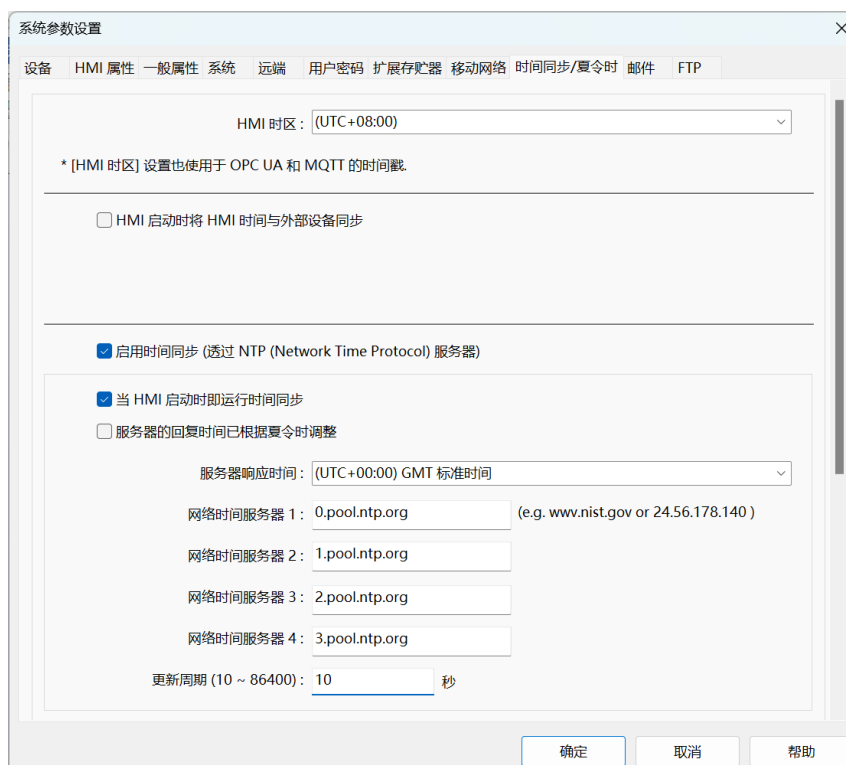 系统参数设置
设备 HMI 属性 一般属性 系统 远端 用户密码 扩展存贮器 移动网络 时间同步/夏令时 邮件 FTP
HMI 时区 : (UTC+08:00)
* [HMI 时区] 设置也使用于 OPC UA 和 MQTT 的时间戳.
HMI 启动时将 HMI 时间与外部设备同步
启用时间同步 (透过 NTP (Network Time Protocol) 服务器)
当 HMI 启动时即运行时间同步
服务器的回复时间已根据夏令时调整
服务器响应时间 : (UTC+00:00) GMT 标准时间
网络时间服务器 1 : 0.pool.ntp.org (e.g. wwv.nist.gov or 24.56.178.140 )
网络时间服务器 2 : 1.pool.ntp.org
网络时间服务器 3 : 2.pool.ntp.org
网络时间服务器 4 : 3.pool.ntp.org
更新周期 (10 ~ 86400) : 10 秒
确定 取消 帮助